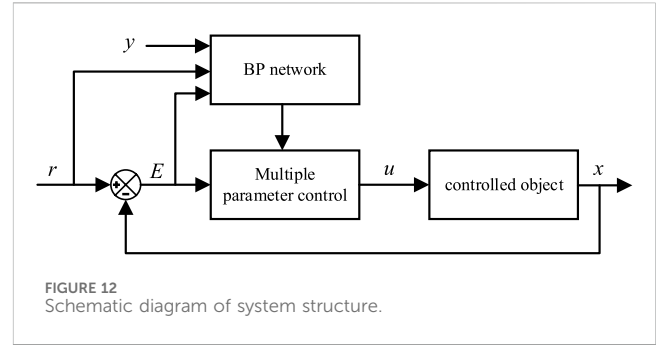 y
BP network
r
+
-
E
Multiple
parameter control
u
controlled object
x
FIGURE 12
Schematic diagram of system structure.